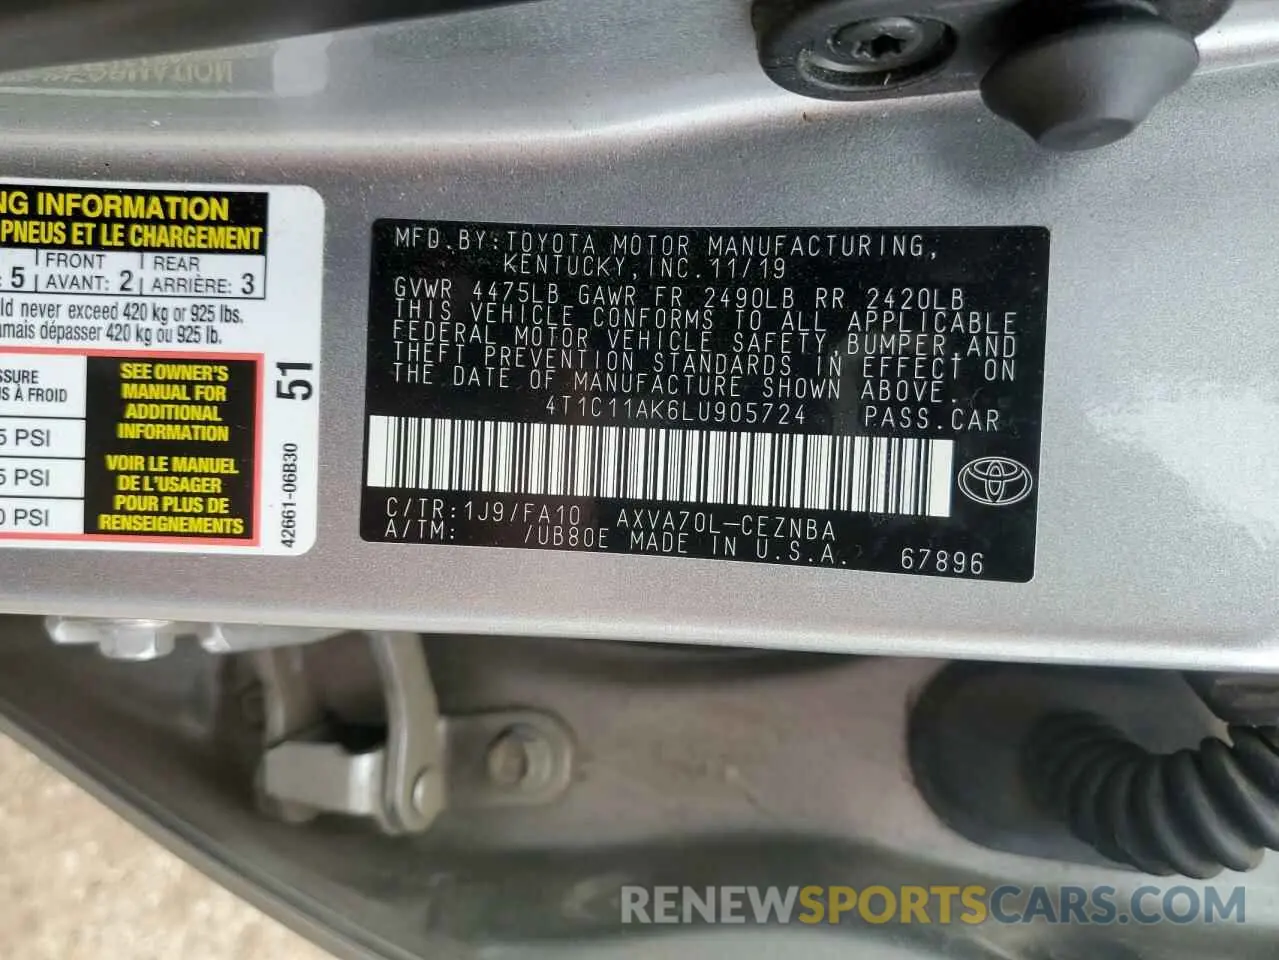 NG INFORMATION
PNEUS ET LE CHARGEMENT
FRONT REAR
: 5 AVANT: 2 ARRIÈRE: 3
ld never exceed 420 kg or 925 lbs.
amais dépasser 420 kg ou 925 lb.
SSURE
S À FROID
5 PSI
5 PSI
0 PSI
SEE OWNER'S
MANUAL FOR
ADDITIONAL
INFORMATION
VOIR LE MANUEL
DE L'USAGER
POUR PLUS DE
RENSEIGNEMENTS
51
42661-06B30
MFD.BY:TOYOTA MOTOR MANUFACTURING,
KENTUCKY,INC.11/19
GVWR 4475LB GAWR FR 2490LB RR 2420LB
THIS VEHICLE CONFORMS TO ALL APPLICABLE
FEDERAL MOTOR VEHICLE SAFETY,BUMPER,AND
THEFT PREVENTION STANDARDS IN EFFECT ON
THE DATE OF MANUFACTURE SHOWN ABOVE.
4T1C11AK6LU905724 PASS.CAR
C/TR:1J9/FA10 AXVA70L-CEZNBA
A/TM: /UB80E MADE IN U.S.A. 67896
RENEWSPORTSCARS.COM